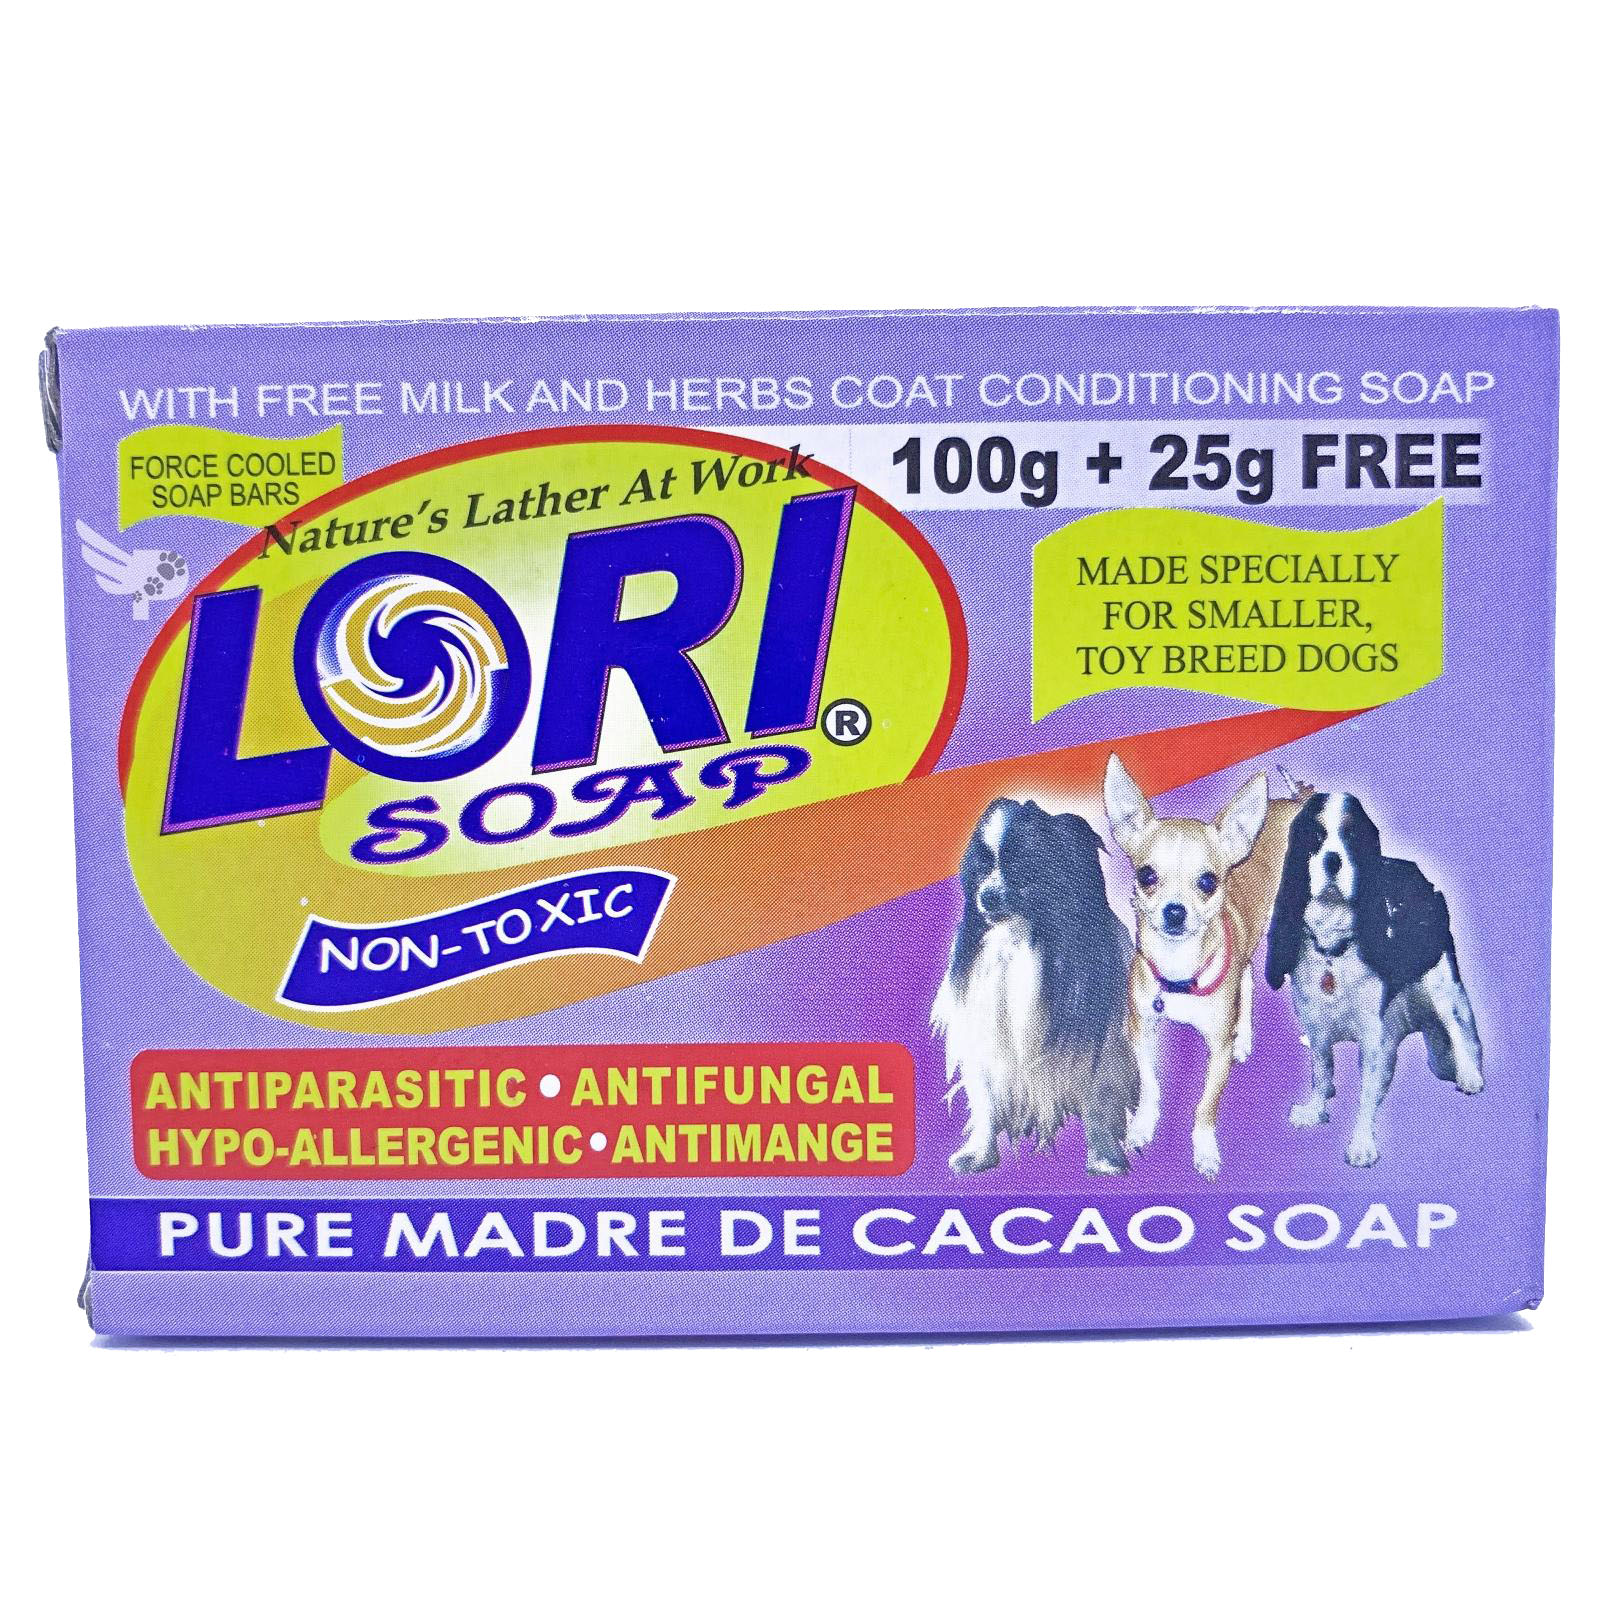 WITH FREE MILK AND HERBS COAT CONDITIONING SOAP
100g + 25g FREE
FORCE COOLED
SOAP BARS
Nature's Lather At Work
LORI
®
SOAP
MADE SPECIALLY
FOR SMALLER,
TOY BREED DOGS
NON-TOXIC
ANTIPARASITIC • ANTIFUNGAL
HYPO-ALLERGENIC • ANTIMANGE
PURE MADRE DE CACAO SOAP